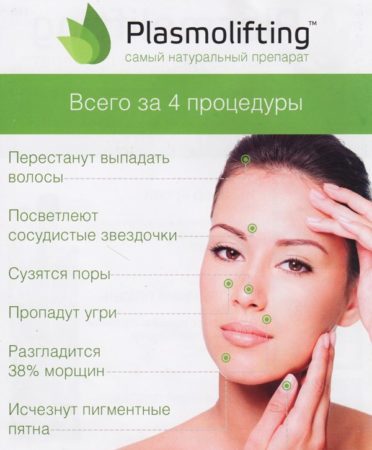 Plasmolifting™
самый натуральный препарат
Всего за 4 процедуры
Перестанут выпадать
волосы
Посветлеют
сосудистые звездочки
Сузятся поры
Пропадут угри
Разгладится
38% морщин
Исчезнут пигментные
пятна